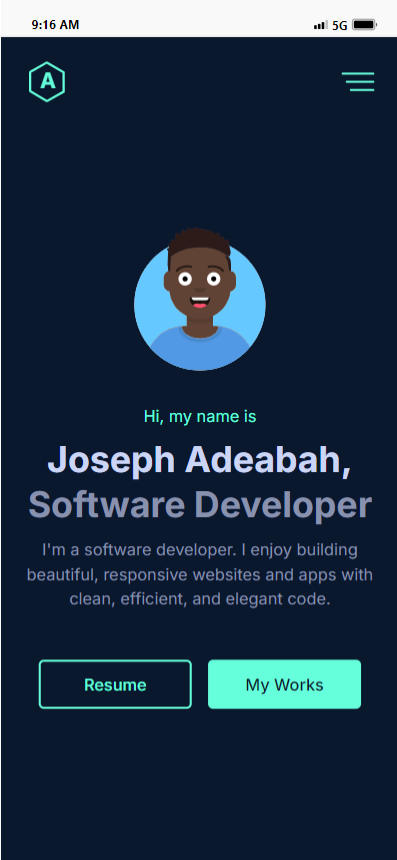 9:16 AM 5G
A
Hi, my name is
Joseph Adeabah,
Software Developer
I'm a software developer. I enjoy building
beautiful, responsive websites and apps with
clean, efficient, and elegant code.
Resume My Works